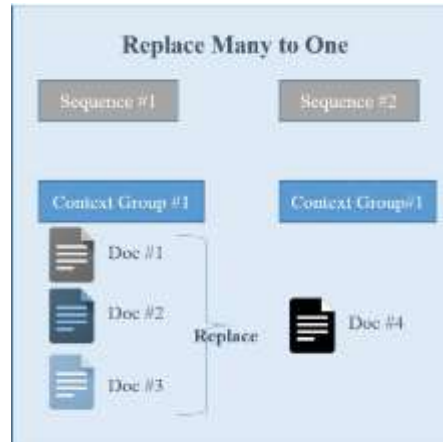 Replace Many to One
Sequence #1
Sequence #2
Context Group #1
Context Group#1
Doc #1
Doc #2
Replace
Doc #4
Doc #3